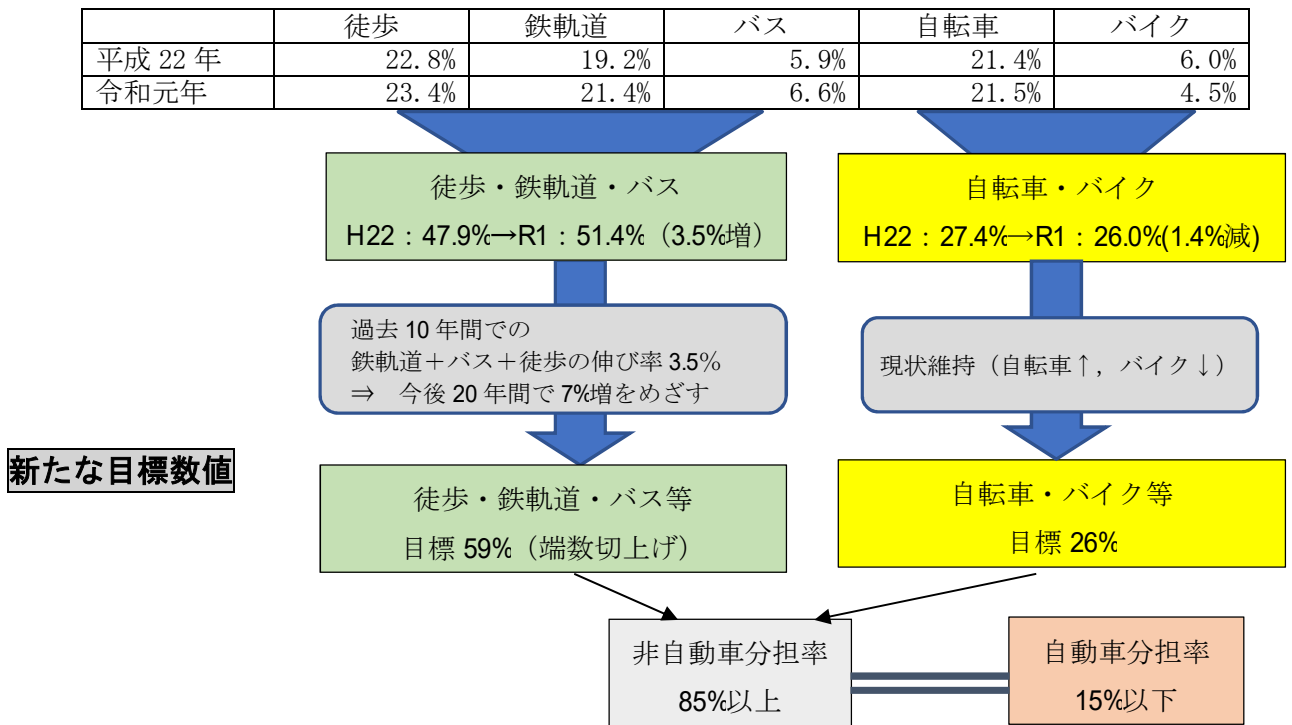 徒歩 鉄軌道 バス 自転車 バイク
平成 22 年 22.8% 19.2% 5.9% 21.4% 6.0%
令和元年 23.4% 21.4% 6.6% 21.5% 4.5%
徒歩・鉄軌道・バス
H22：47.9%→R1：51.4%（3.5%増）
自転車・バイク
H22：27.4%→R1：26.0%(1.4%減)
過去 10 年間での
鉄軌道＋バス＋徒歩の伸び率 3.5%
⇒ 今後 20 年間で 7%増をめざす
現状維持（自転車↑，バイク↓）
新たな目標数値
徒歩・鉄軌道・バス等
目標 59%（端数切上げ）
自転車・バイク等
目標 26%
非自動車分担率
85%以上
自動車分担率
15%以下